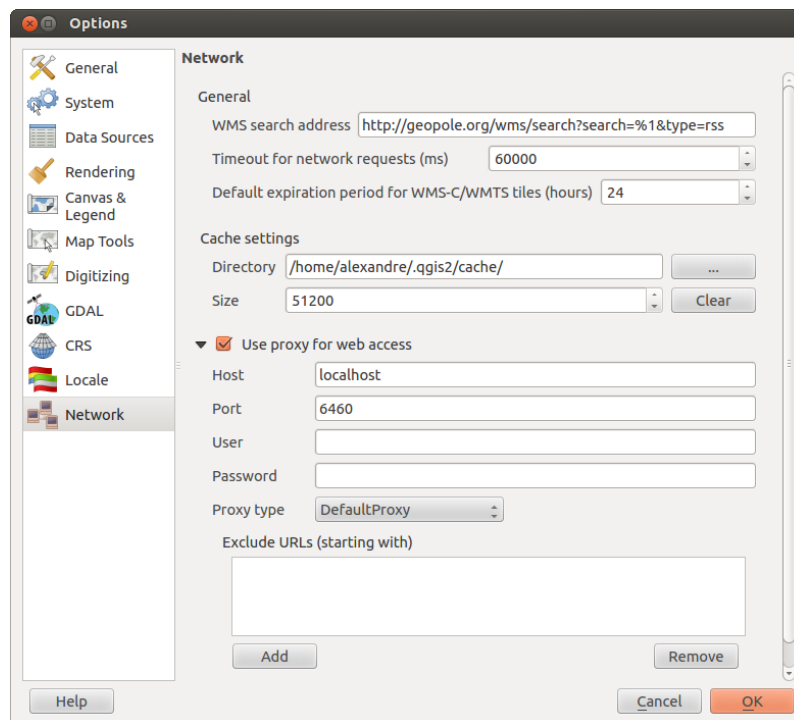 Options
General
System
Data Sources
Rendering
Canvas &
Legend
Map Tools
Digitizing
GDAL
GDAL
CRS
Locale
Network
Network
General
WMS search address http://geopole.org/wms/search?search=%1&type=rss
Timeout for network requests (ms) 60000
Default expiration period for WMS-C/WMTS tiles (hours) 24
Cache settings
Directory /home/alexandre/.qgis2/cache/ ...
Size 51200 Clear
Use proxy for web access
Host localhost
Port 6460
User
Password
Proxy type DefaultProxy
Exclude URLs (starting with)
Add Remove
Help Cancel OK